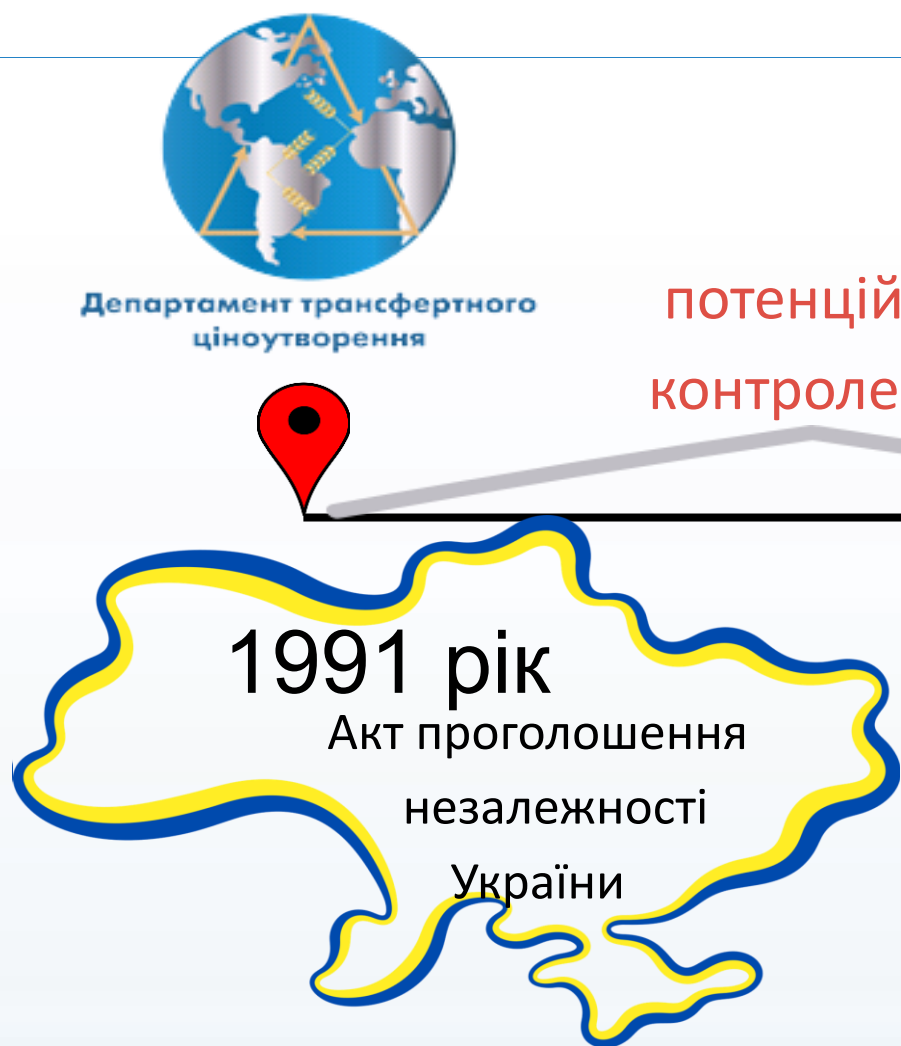 Департамент трансфертного
ціноутворення
потенцій
контроле
1991 рік
Акт проголошення
незалежності
України